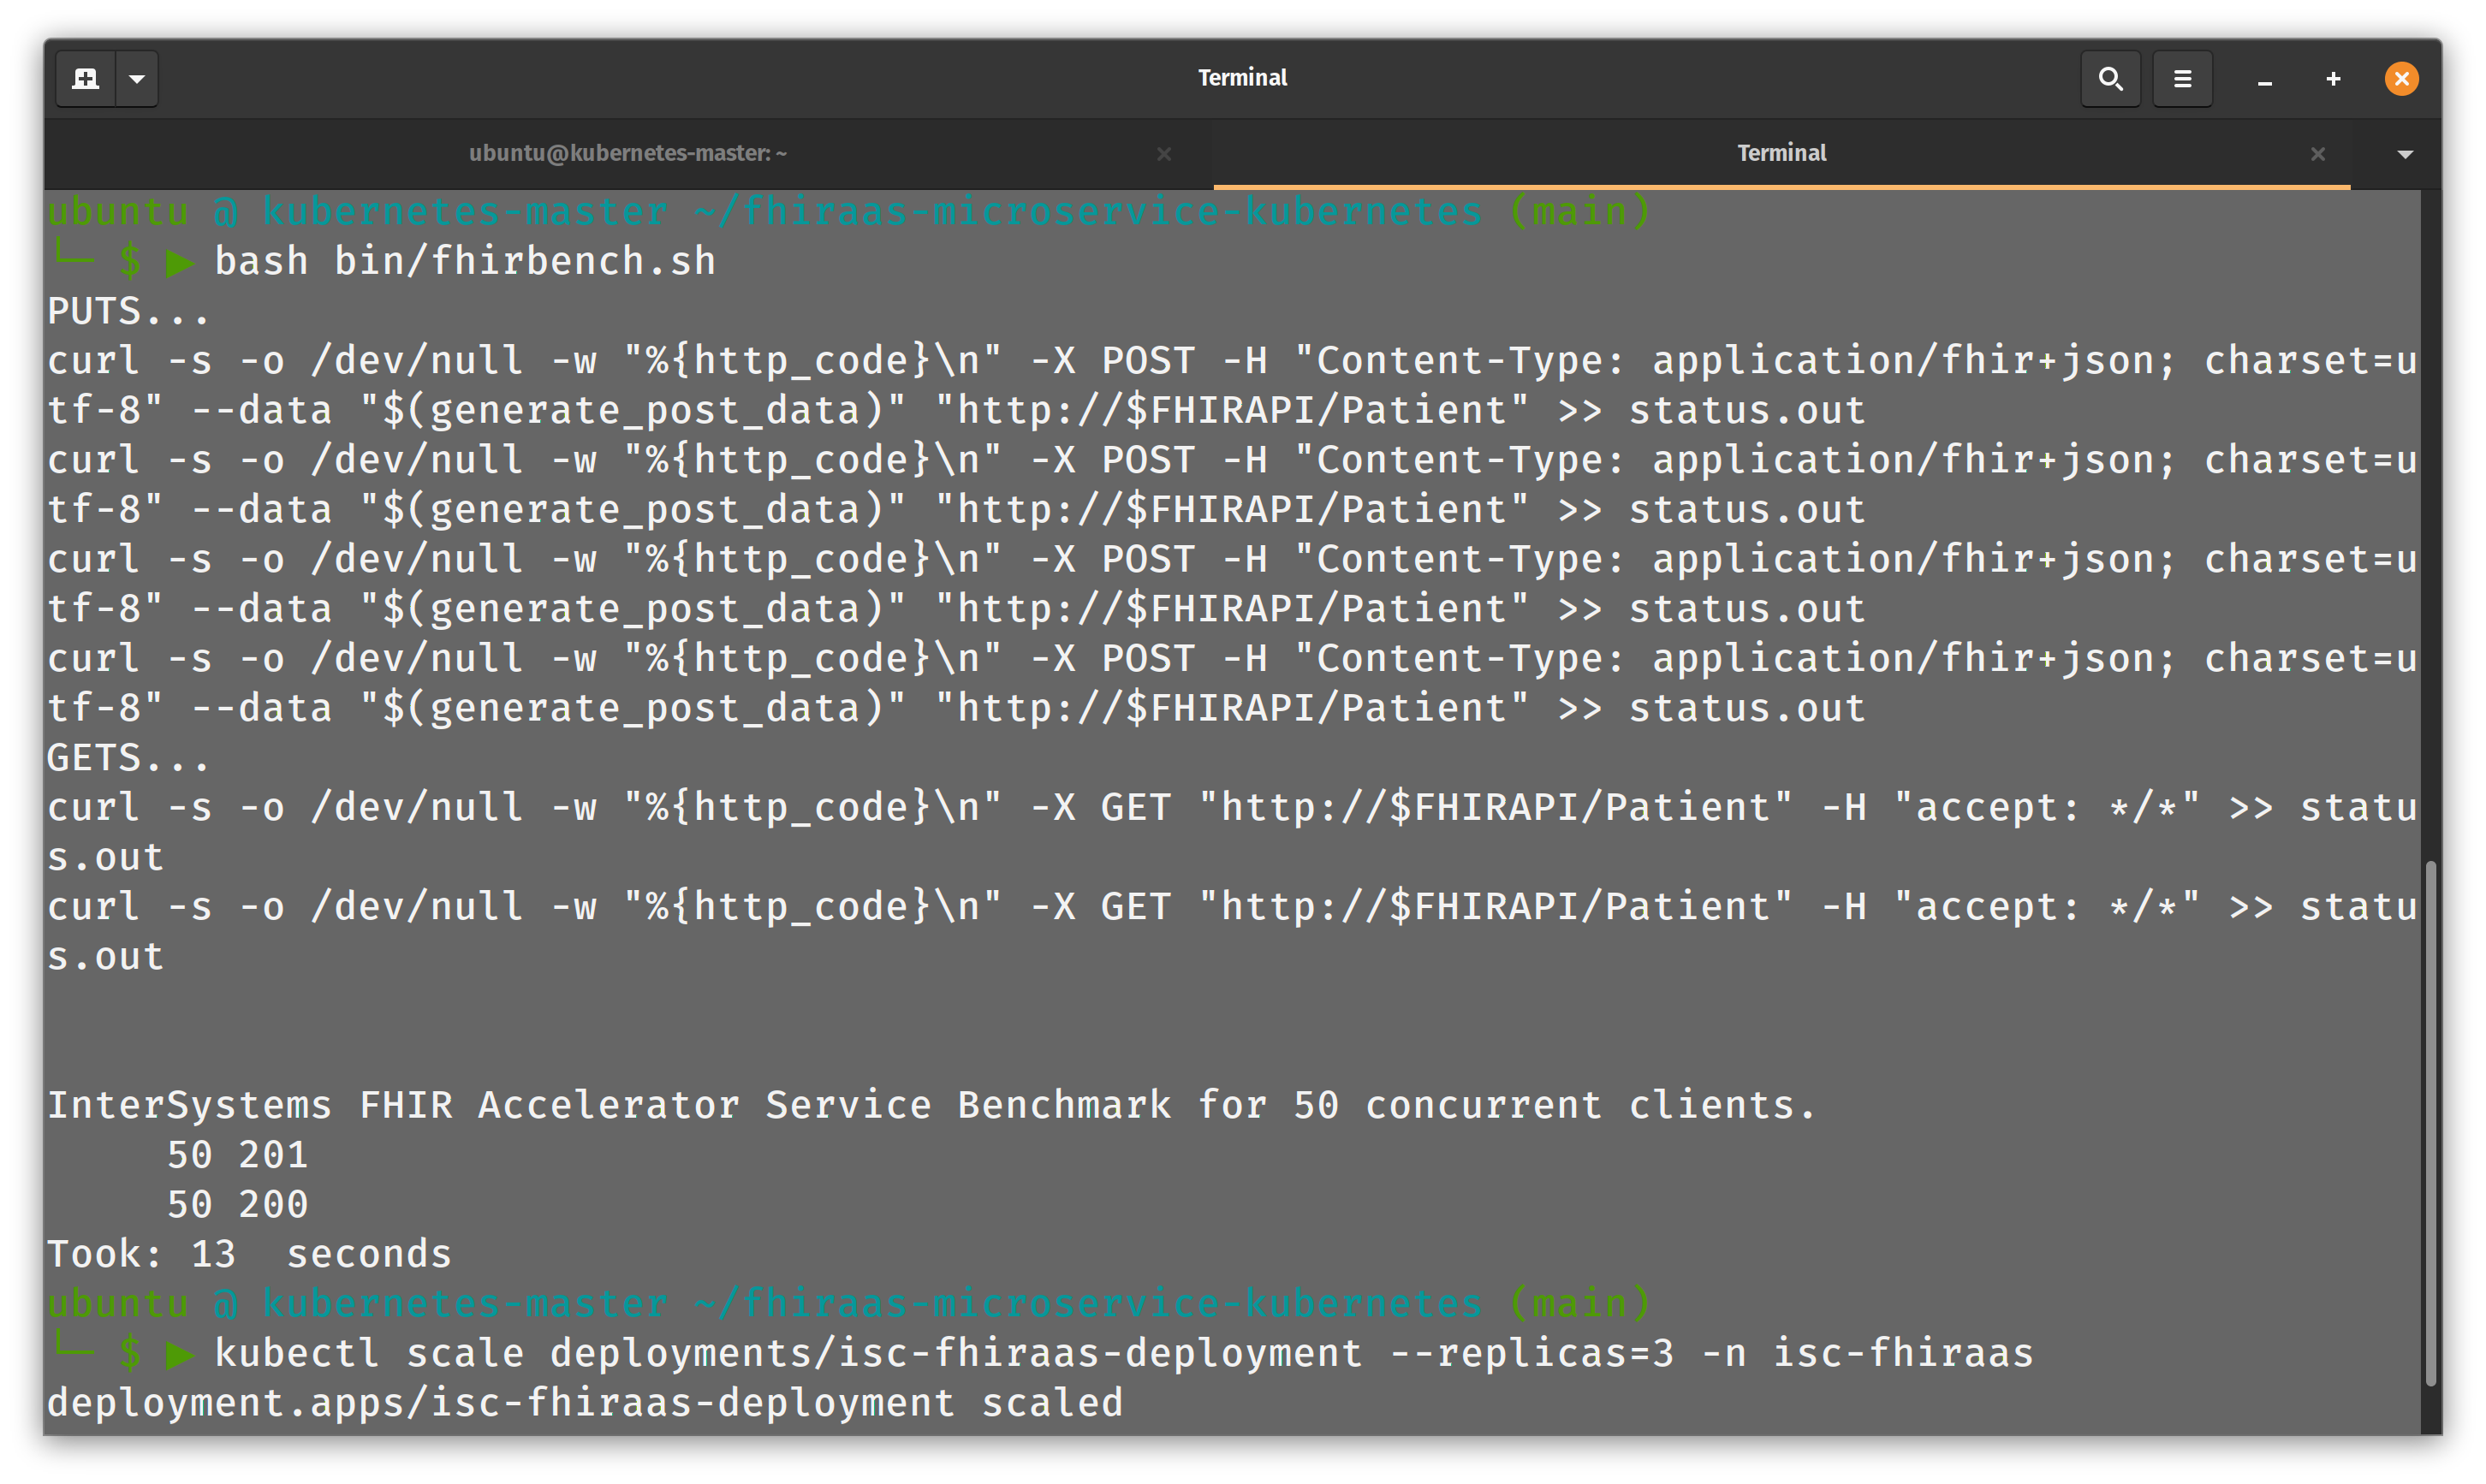 Terminal
ubuntu@kubernetes-master: ~
Terminal
ubuntu @ kubernetes-master ~/fhiraas-microservice-kubernetes (main)
└─ $ ▶ bash bin/fhirbench.sh
PUTS...
curl -s -o /dev/null -w "%{http_code}\n" -X POST -H "Content-Type: application/fhir+json; charset=u
tf-8" --data "$(generate_post_data)" "http://$FHIRAPI/Patient" >> status.out
curl -s -o /dev/null -w "%{http_code}\n" -X POST -H "Content-Type: application/fhir+json; charset=u
tf-8" --data "$(generate_post_data)" "http://$FHIRAPI/Patient" >> status.out
curl -s -o /dev/null -w "%{http_code}\n" -X POST -H "Content-Type: application/fhir+json; charset=u
tf-8" --data "$(generate_post_data)" "http://$FHIRAPI/Patient" >> status.out
curl -s -o /dev/null -w "%{http_code}\n" -X POST -H "Content-Type: application/fhir+json; charset=u
tf-8" --data "$(generate_post_data)" "http://$FHIRAPI/Patient" >> status.out
GETS...
curl -s -o /dev/null -w "%{http_code}\n" -X GET "http://$FHIRAPI/Patient" -H "accept: */*" >> statu
s.out
curl -s -o /dev/null -w "%{http_code}\n" -X GET "http://$FHIRAPI/Patient" -H "accept: */*" >> statu
s.out
InterSystems FHIR Accelerator Service Benchmark for 50 concurrent clients.
50 201
50 200
Took: 13  seconds
ubuntu @ kubernetes-master ~/fhiraas-microservice-kubernetes (main)
└─ $ ▶ kubectl scale deployments/isc-fhiraas-deployment --replicas=3 -n isc-fhiraas
deployment.apps/isc-fhiraas-deployment scaled